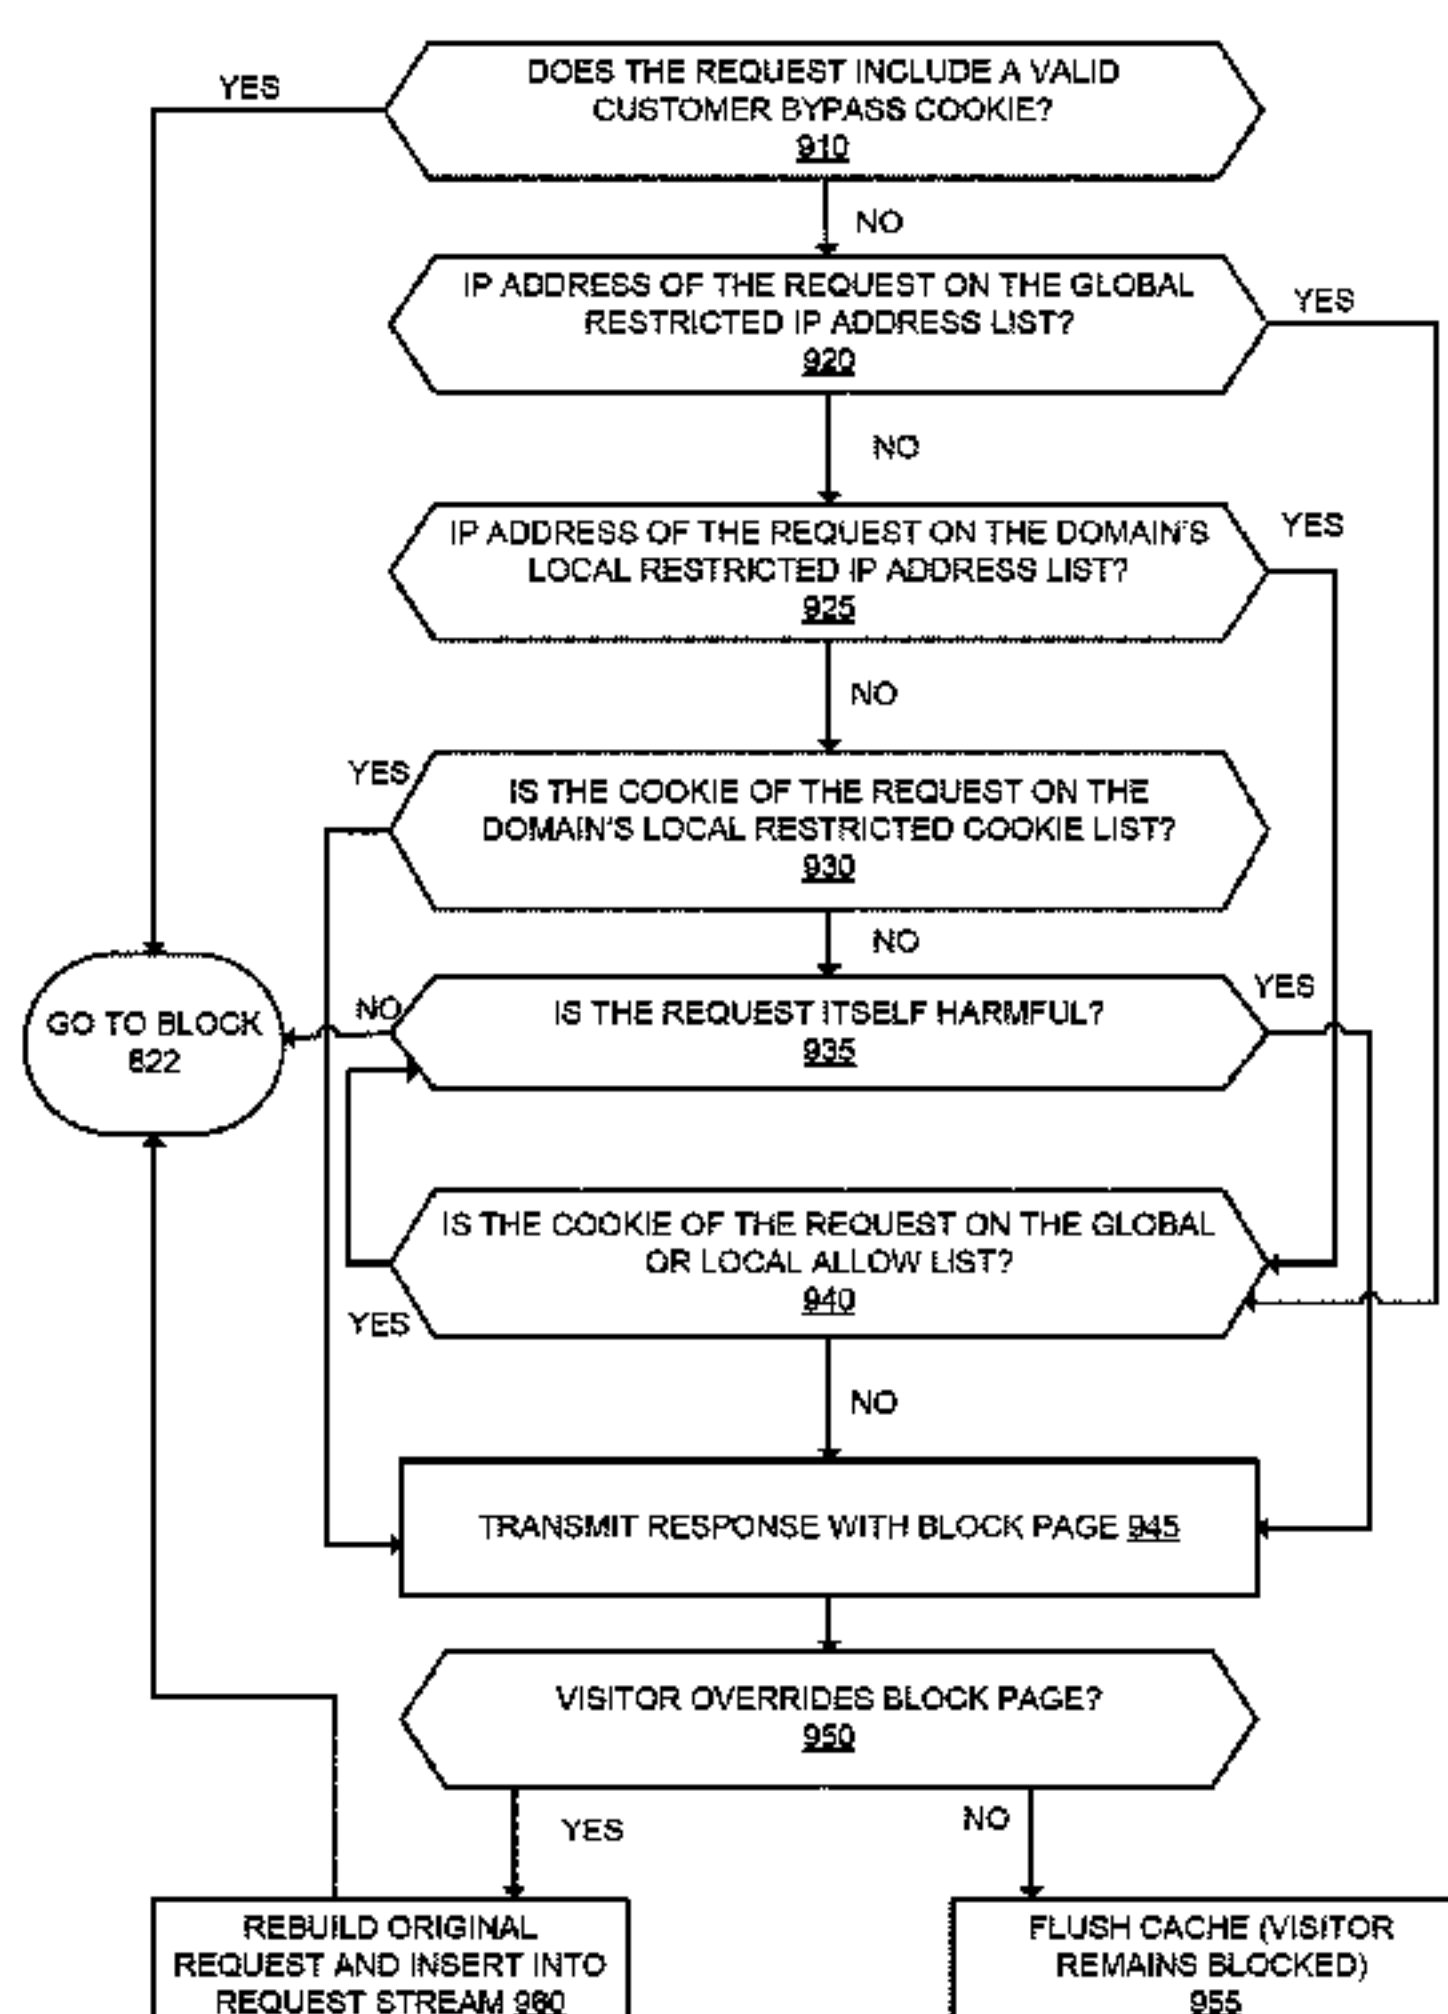 YES
DOES THE REQUEST INCLUDE A VALID
CUSTOMER BYPASS COOKIE?
910
NO
IP ADDRESS OF THE REQUEST ON THE GLOBAL
RESTRICTED IP ADDRESS LIST?
920
YES
NO
IP ADDRESS OF THE REQUEST ON THE DOMAIN'S
LOCAL RESTRICTED IP ADDRESS LIST?
925
YES
NO
YES
IS THE COOKIE OF THE REQUEST ON THE
DOMAIN'S LOCAL RESTRICTED COOKIE LIST?
930
NO
GO TO BLOCK
822
NO
IS THE REQUEST ITSELF HARMFUL?
935
YES
IS THE COOKIE OF THE REQUEST ON THE GLOBAL
OR LOCAL ALLOW LIST?
940
YES
NO
TRANSMIT RESPONSE WITH BLOCK PAGE 945
VISITOR OVERRIDES BLOCK PAGE?
950
YES
NO
REBUILD ORIGINAL
REQUEST AND INSERT INTO
REQUEST STREAM 960
FLUSH CACHE (VISITOR
REMAINS BLOCKED)
955